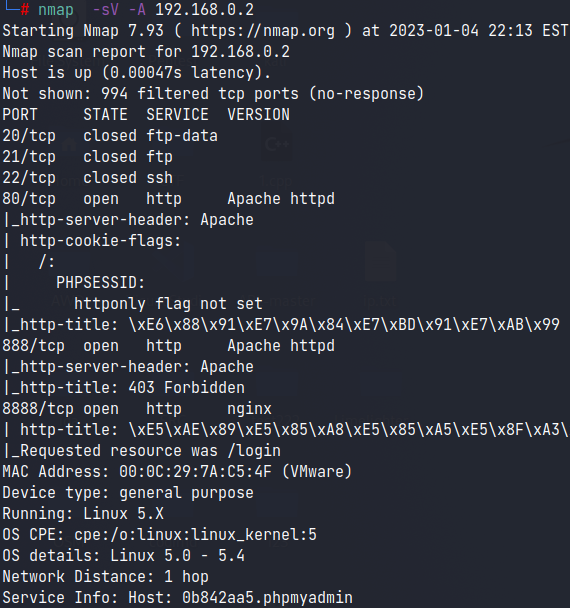 └─# nmap  -sV -A 192.168.0.2
Starting Nmap 7.93 ( https://nmap.org ) at 2023-01-04 22:13 EST
Nmap scan report for 192.168.0.2
Host is up (0.00047s latency).
Not shown: 994 filtered tcp ports (no-response)
PORT     STATE  SERVICE  VERSION
20/tcp   closed ftp-data
21/tcp   closed ftp
22/tcp   closed ssh
80/tcp   open   http     Apache httpd
|_http-server-header: Apache
| http-cookie-flags:
|   /:
|     PHPSESSID:
|_      httponly flag not set
|_http-title: \xE6\x88\x91\xE7\x9A\x84\xE7\xBD\x91\xE7\xAB\x99
888/tcp  open   http     Apache httpd
|_http-server-header: Apache
|_http-title: 403 Forbidden
8888/tcp open   http     nginx
| http-title: \xE5\xAE\x89\xE5\x85\xA8\xE5\x85\xA5\xE5\x8F\xA3\
|_Requested resource was /login
MAC Address: 00:0C:29:7A:C5:4F (VMware)
Device type: general purpose
Running: Linux 5.X
OS CPE: cpe:/o:linux:linux_kernel:5
OS details: Linux 5.0 - 5.4
Network Distance: 1 hop
Service Info: Host: 0b842aa5.phpmyadmin